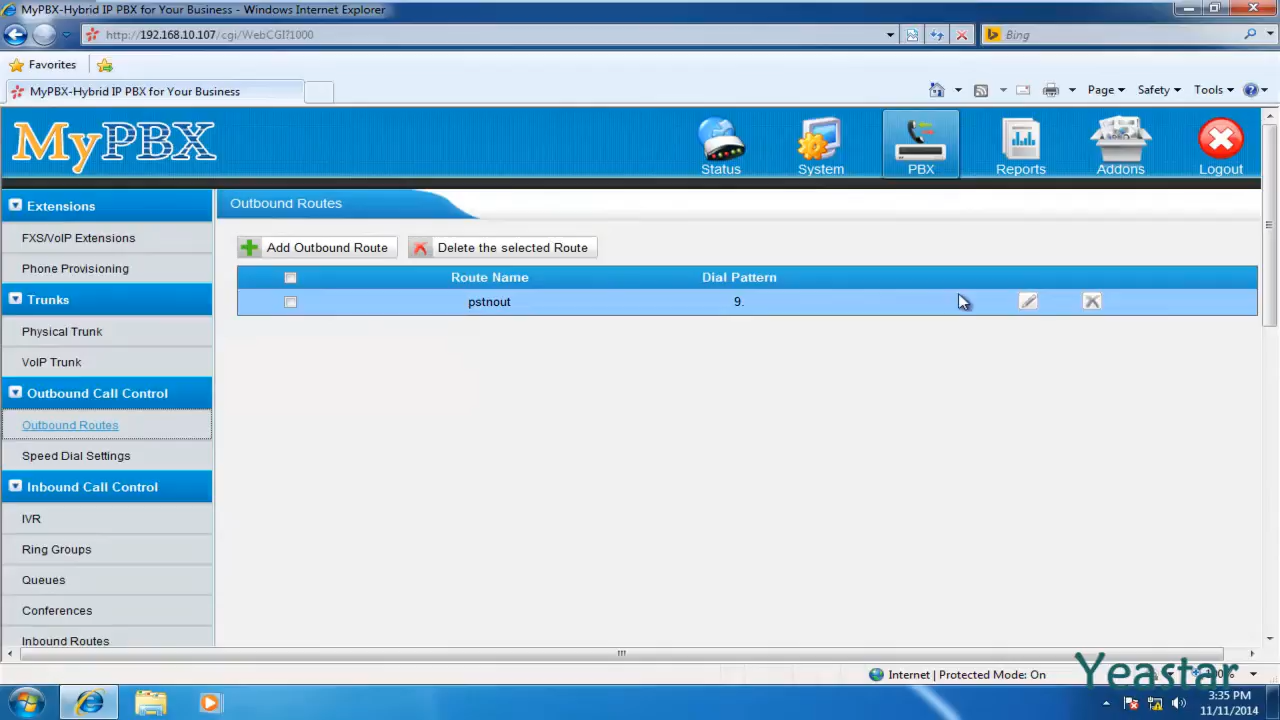 MyPBX-Hybrid IP PBX for Your Business - Windows Internet Explorer
http://192.168.10.107/cgi/WebCGI?1000
Bing
Favorites
MyPBX-Hybrid IP PBX for Your Business
Page
Safety
Tools
MyPBX
Status
System
PBX
Reports
Addons
Logout
Extensions
FXS/VoIP Extensions
Phone Provisioning
Trunks
Physical Trunk
VoIP Trunk
Outbound Call Control
Outbound Routes
Speed Dial Settings
Inbound Call Control
IVR
Ring Groups
Queues
Conferences
Inbound Routes
Outbound Routes
Add Outbound Route
Delete the selected Route
Route Name Dial Pattern
pstnout 9.
Internet | Protected Mode: On
Yeastar
3:35 PM
11/11/2014